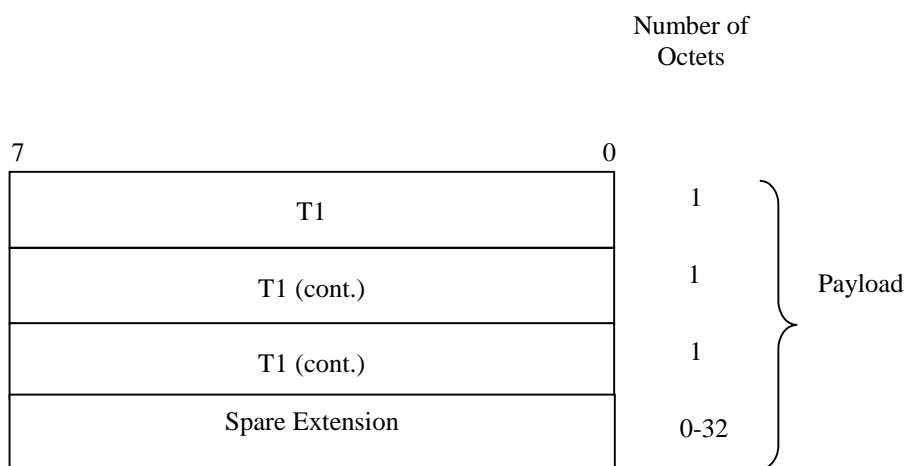 Number of
Octets
7 0
T1 1
T1 (cont.) 1
Payload
T1 (cont.) 1
Spare Extension 0-32